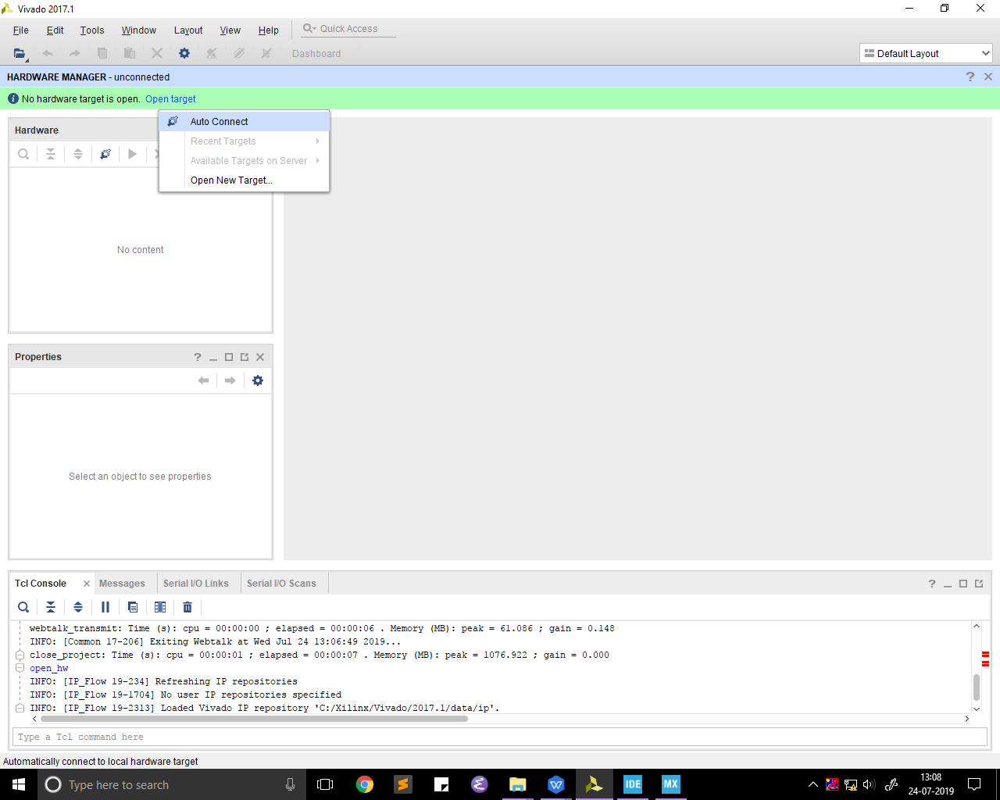 Vivado 2017.1
File Edit Tools Window Layout View Help Quick Access
Dashboard Default Layout
HARDWARE MANAGER - unconnected ?
No hardware target is open. Open target
Auto Connect
Recent Targets
Available Targets on Server
Open New Target...
Hardware
No content
Properties ?
Select an object to see properties
Tcl Console Messages Serial I/O Links Serial I/O Scans ?
webtalk_transmit: Time (s): cpu = 00:00:00 ; elapsed = 00:00:06 . Memory (MB): peak = 61.086 ; gain = 0.148
INFO: [Common 17-206] Exiting Webtalk at Wed Jul 24 13:06:49 2019...
close_project: Time (s): cpu = 00:00:01 ; elapsed = 00:00:07 . Memory (MB): peak = 1076.922 ; gain = 0.000
open_hw
INFO: [IP_Flow 19-234] Refreshing IP repositories
INFO: [IP_Flow 19-1704] No user IP repositories specified
INFO: [IP_Flow 19-2313] Loaded Vivado IP repository 'C:/Xilinx/Vivado/2017.1/data/ip'.
Type a Tcl command here
Automatically connect to local hardware target
Type here to search IDE MX 13:08
24-07-2019